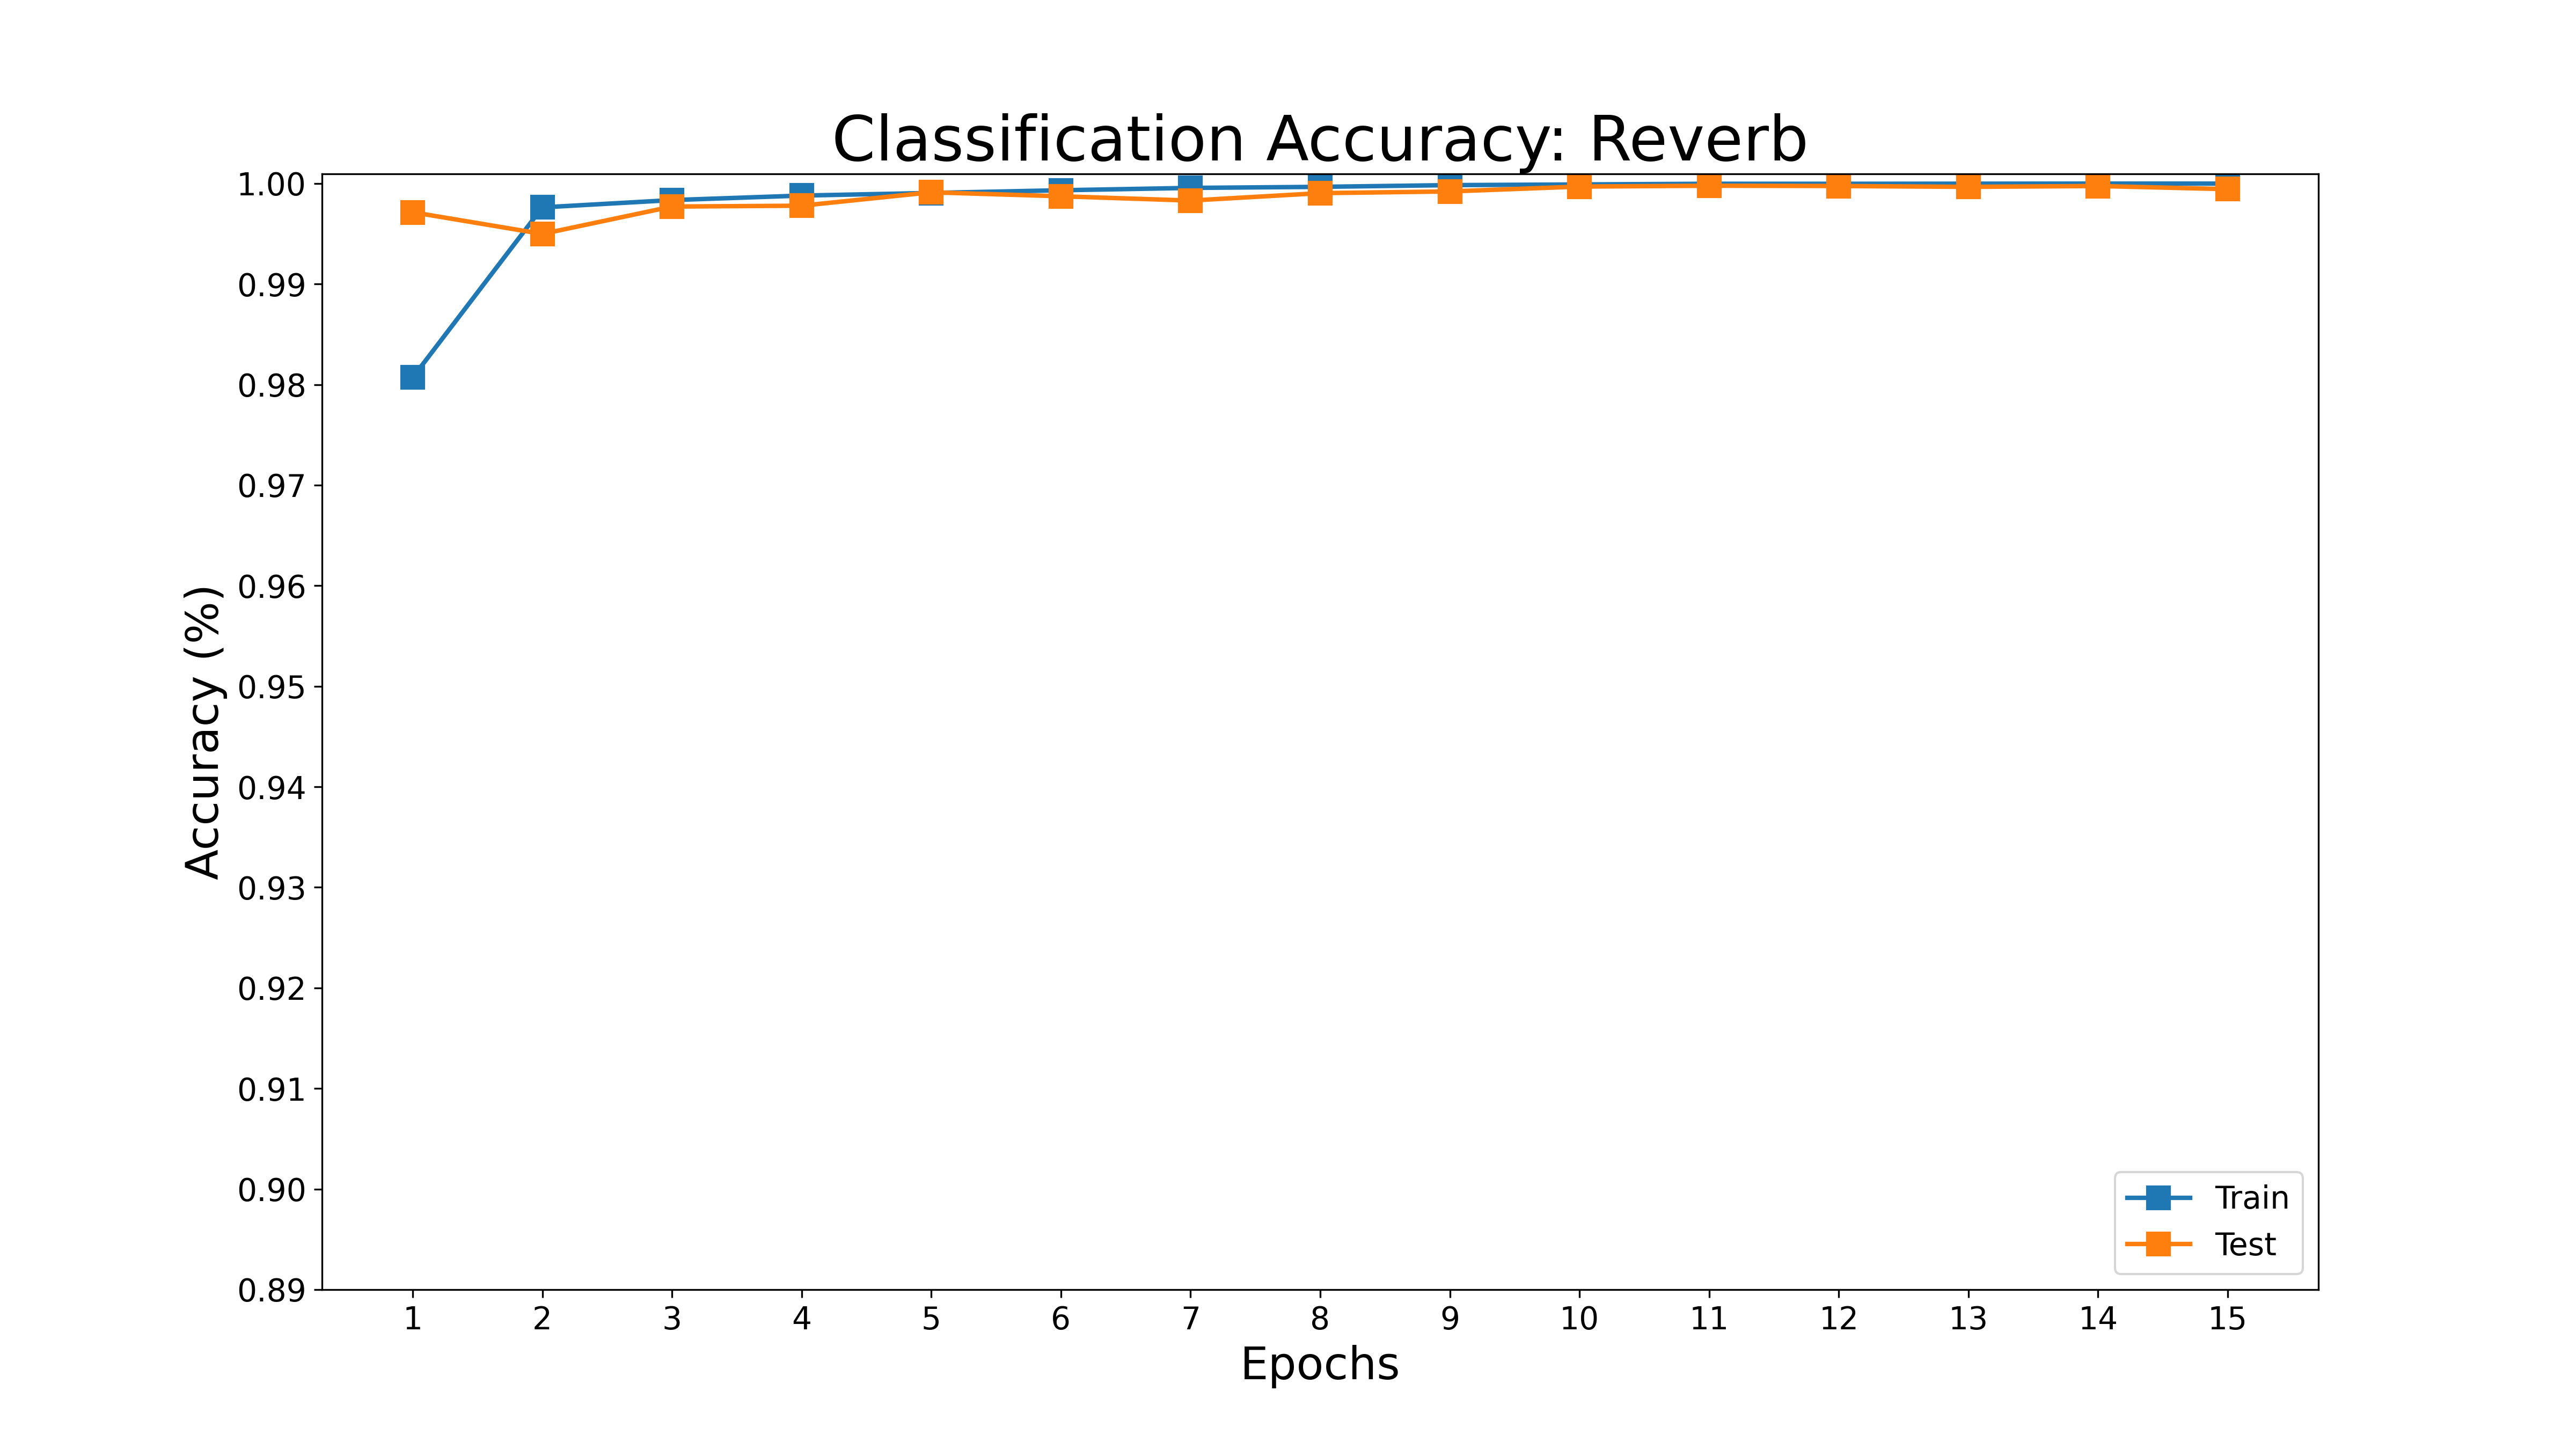 Classification Accuracy: Reverb
Accuracy (%)
1.00
0.99
0.98
0.97
0.96
0.95
0.94
0.93
0.92
0.91
0.90
0.89
Train
Test
1 2 3 4 5 6 7 8 9 10 11 12 13 14 15
Epochs